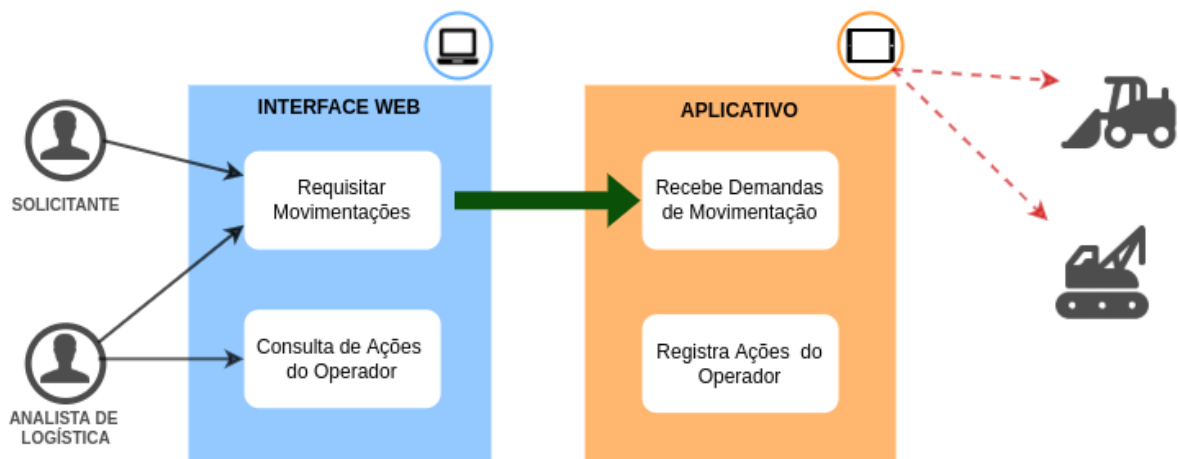 INTERFACE WEB
APLICATIVO
SOLICITANTE
Requisitar
Movimentações
Recebe Demandas
de Movimentação
ANALISTA DE
LOGÍSTICA
Consulta de Ações
do Operador
Registra Ações do
Operador